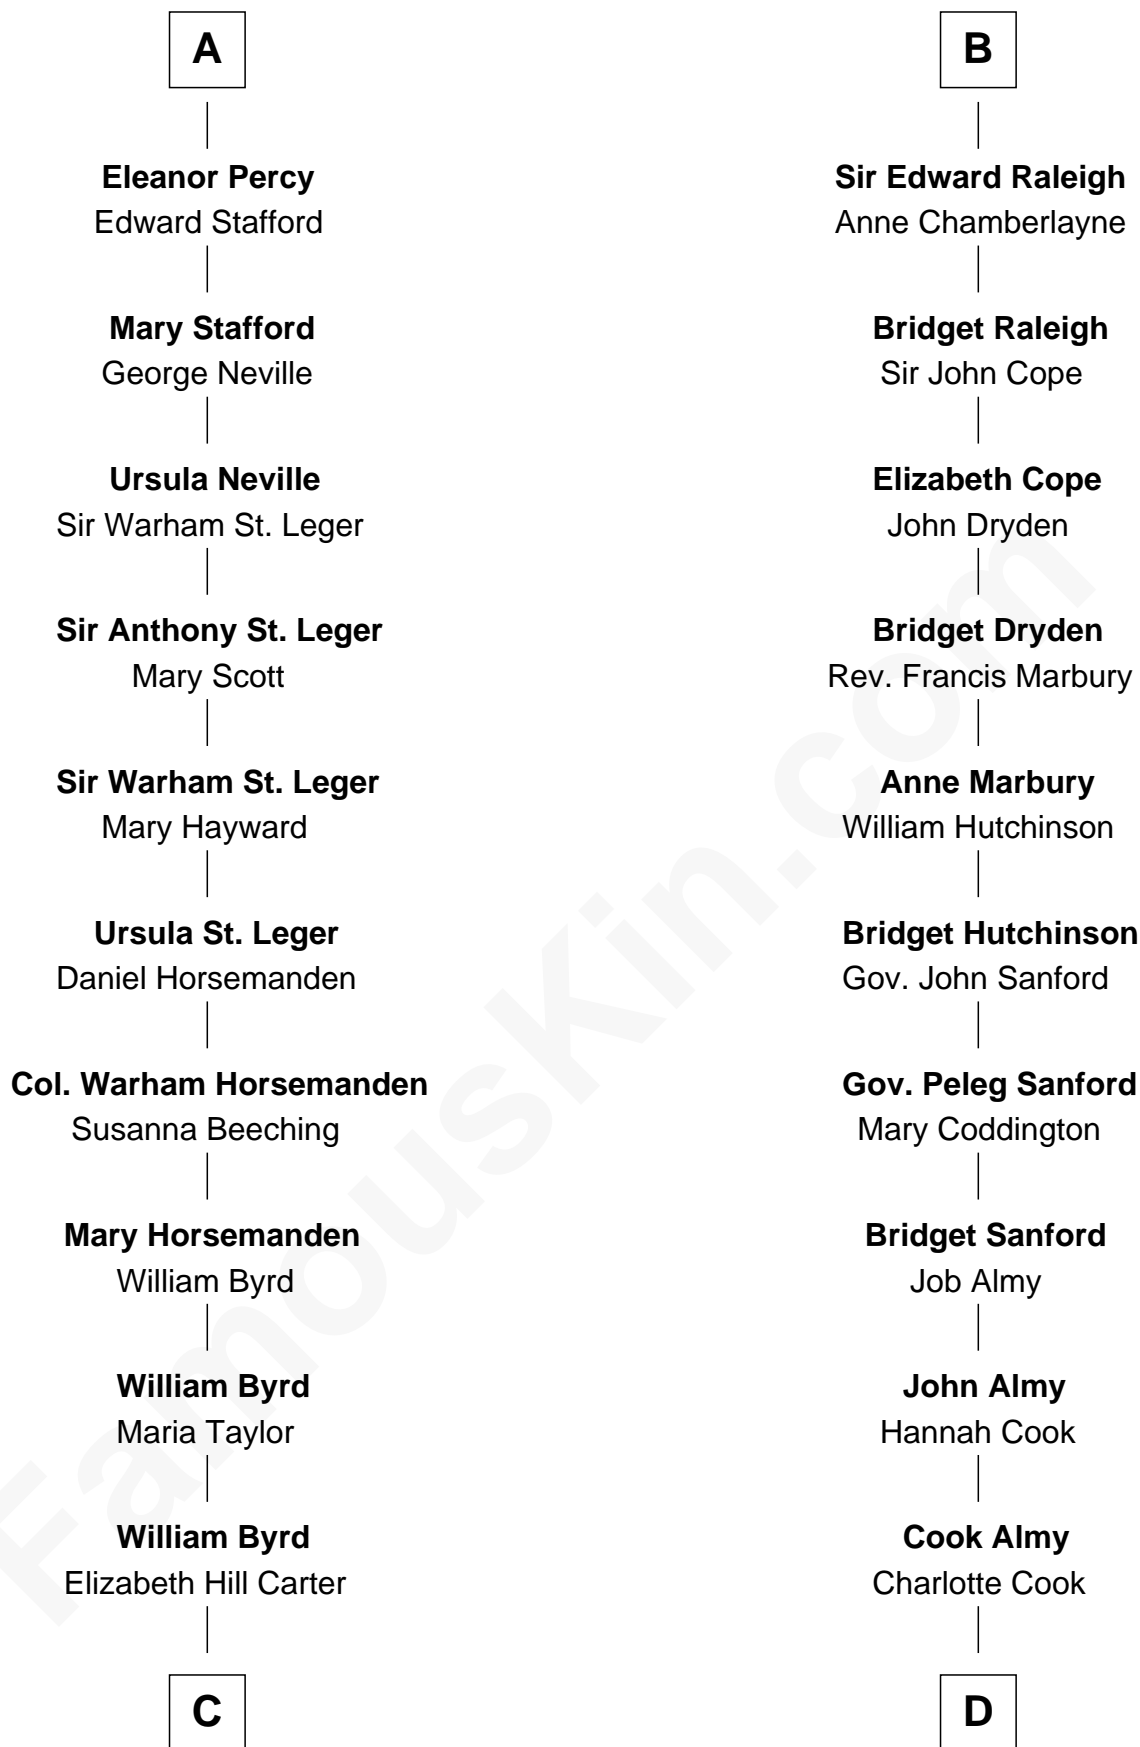 A
Eleanor Percy
Edward Stafford
Mary Stafford
George Neville
Ursula Neville
Sir Warham St. Leger
Sir Anthony St. Leger
Mary Scott
Sir Warham St. Leger
Mary Hayward
Ursula St. Leger
Daniel Horsemanden
Col. Warham Horsemanden
Susanna Beeching
Mary Horsemanden
William Byrd
William Byrd
Maria Taylor
William Byrd
Elizabeth Hill Carter
C
B
Sir Edward Raleigh
Anne Chamberlayne
Bridget Raleigh
Sir John Cope
Elizabeth Cope
John Dryden
Bridget Dryden
Rev. Francis Marbury
Anne Marbury
William Hutchinson
Bridget Hutchinson
Gov. John Sanford
Gov. Peleg Sanford
Mary Coddington
Bridget Sanford
Job Almy
John Almy
Hannah Cook
Cook Almy
Charlotte Cook
D
FamousKin.com